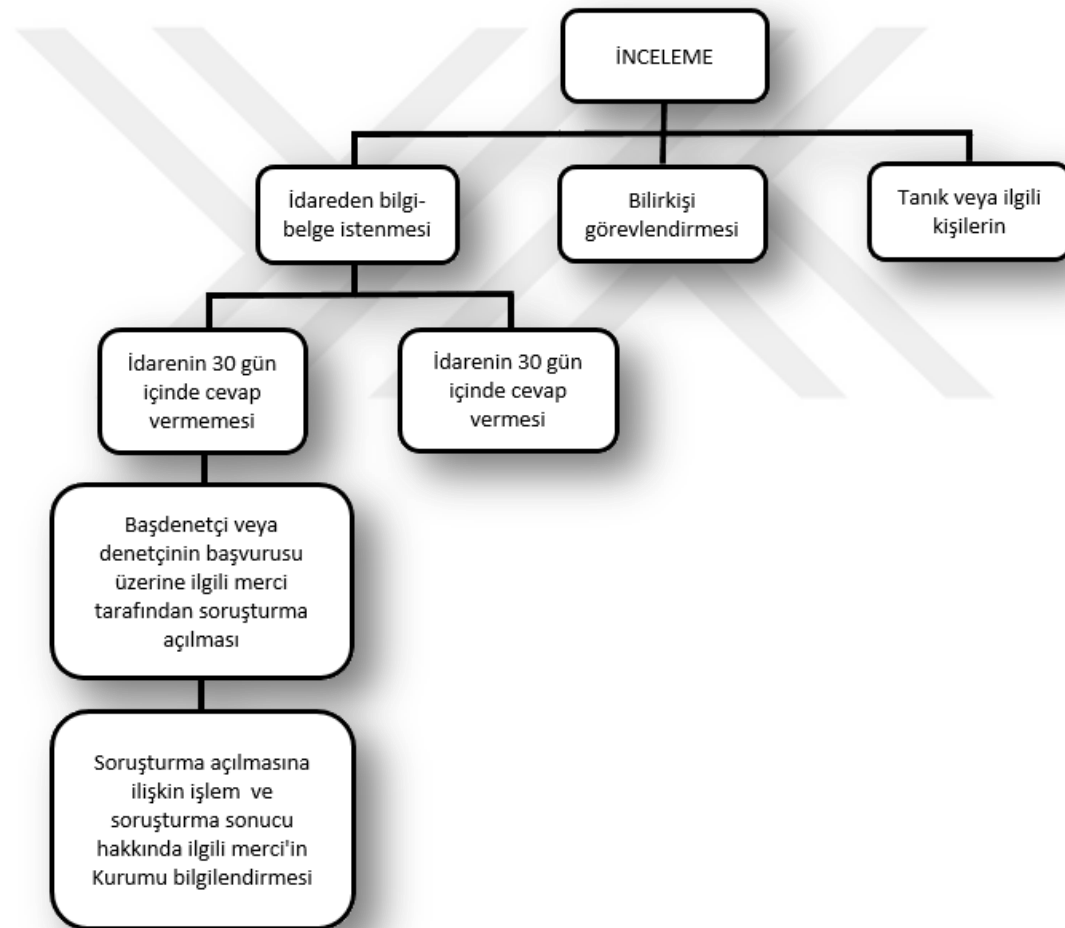 İNCELEME
İdareden bilgi-
belge istenmesi
Bilirkişi
görevlendirmesi
Tanık veya ilgili
kişilerin
İdarenin 30 gün
içinde cevap
vermemesi
İdarenin 30 gün
içinde cevap
vermesi
Başdenetçi veya
denetçinin başvurusu
üzerine ilgili merci
tarafından soruşturma
açılması
Soruşturma açılmasına
ilişkin işlem ve
soruşturma sonucu
hakkında ilgili merci'in
Kurumu bilgilendirmesi